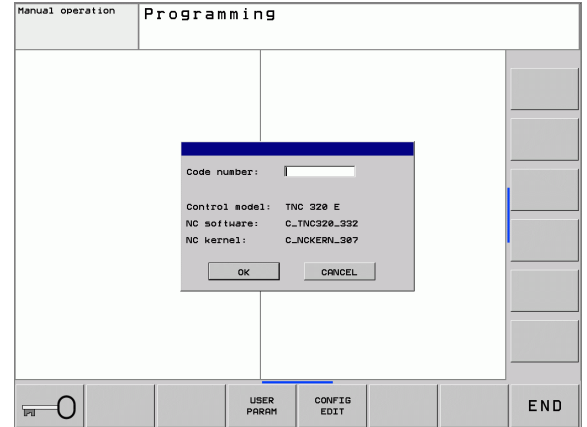 Manual operation
Programming
Code number:
Control model: TNC 320 E
NC software: C_TNC320_332
NC kernel: C_NCKERN_307
OK CANCEL
USER PARAM
CONFIG EDIT
END